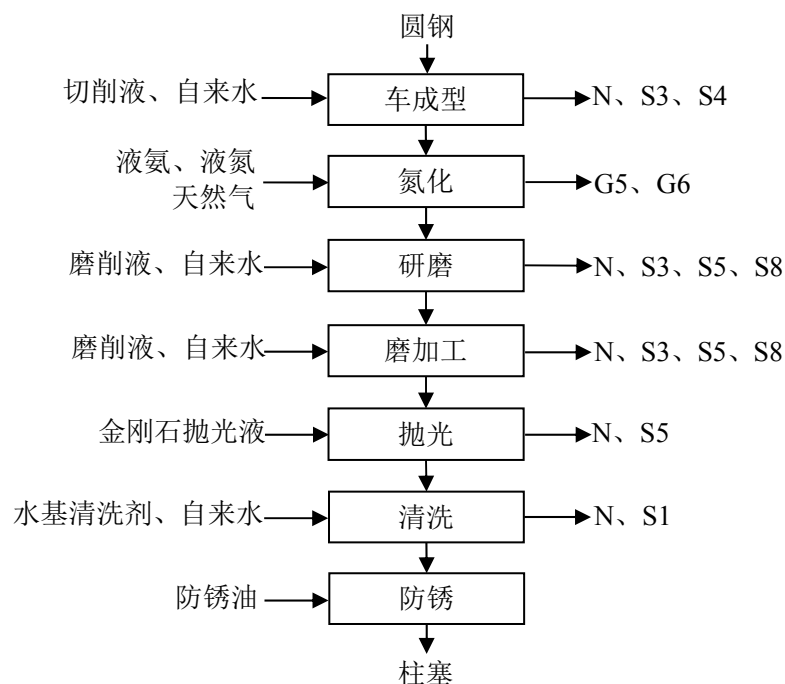 圆钢
切削液、自来水
车成型
N、S3、S4
液氨、液氮
天然气
氮化
G5、G6
磨削液、自来水
研磨
N、S3、S5、S8
磨削液、自来水
磨加工
N、S3、S5、S8
金刚石抛光液
抛光
N、S5
水基清洗剂、自来水
清洗
N、S1
防锈油
防锈
柱塞